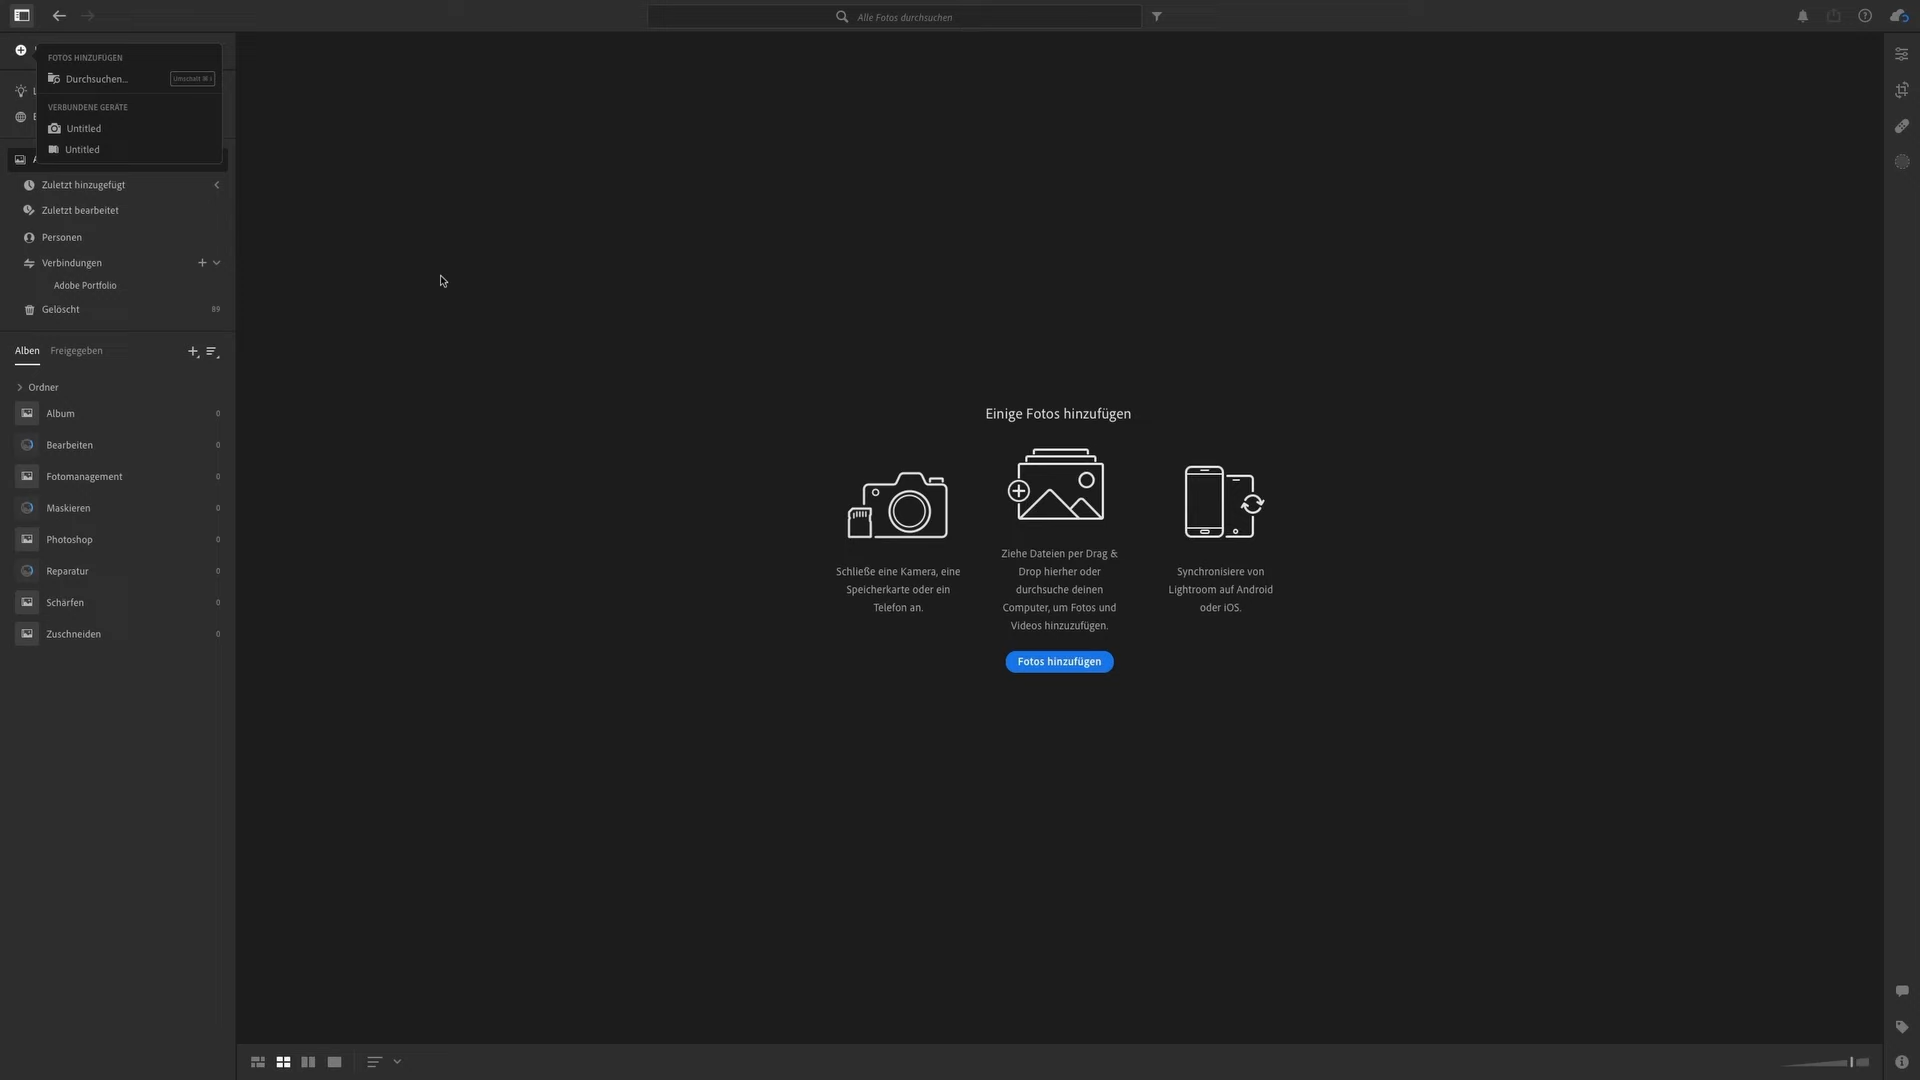 Alle Fotos durchsuchen
FOTOS HINZUFÜGEN
Durchsuchen...
Umschalt ⌘ I
VERBUNDENE GERÄTE
Untitled
Untitled
Zuletzt hinzugefügt
Zuletzt bearbeitet
Personen
Verbindungen
Adobe Portfolio
Gelöscht 89
Alben Freigegeben
Ordner
Album 0
Bearbeiten 0
Fotomanagement 0
Maskieren 0
Photoshop 0
Reparatur 0
Schärfen 0
Zuschneiden 0
Einige Fotos hinzufügen
Schließe eine Kamera, eine
Speicherkarte oder ein
Telefon an.
Ziehe Dateien per Drag &
Drop hierher oder
durchsuche deinen
Computer, um Fotos und
Videos hinzuzufügen.
Synchronisiere von
Lightroom auf Android
oder iOS.
Fotos hinzufügen